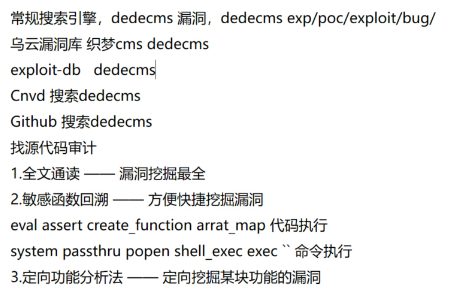 常规搜索引擎，dedecms 漏洞，dedecms exp/poc/exploit/bug/
乌云漏洞库 织梦cms dedecms
exploit-db dedecms
Cnvd 搜索dedecms
Github 搜索dedecms
找源代码审计
1.全文通读 —— 漏洞挖掘最全
2.敏感函数回溯 —— 方便快捷挖掘漏洞
eval assert create_function arrat_map 代码执行
system passthru popen shell_exec exec `` 命令执行
3.定向功能分析法 —— 定向挖掘某块功能的漏洞